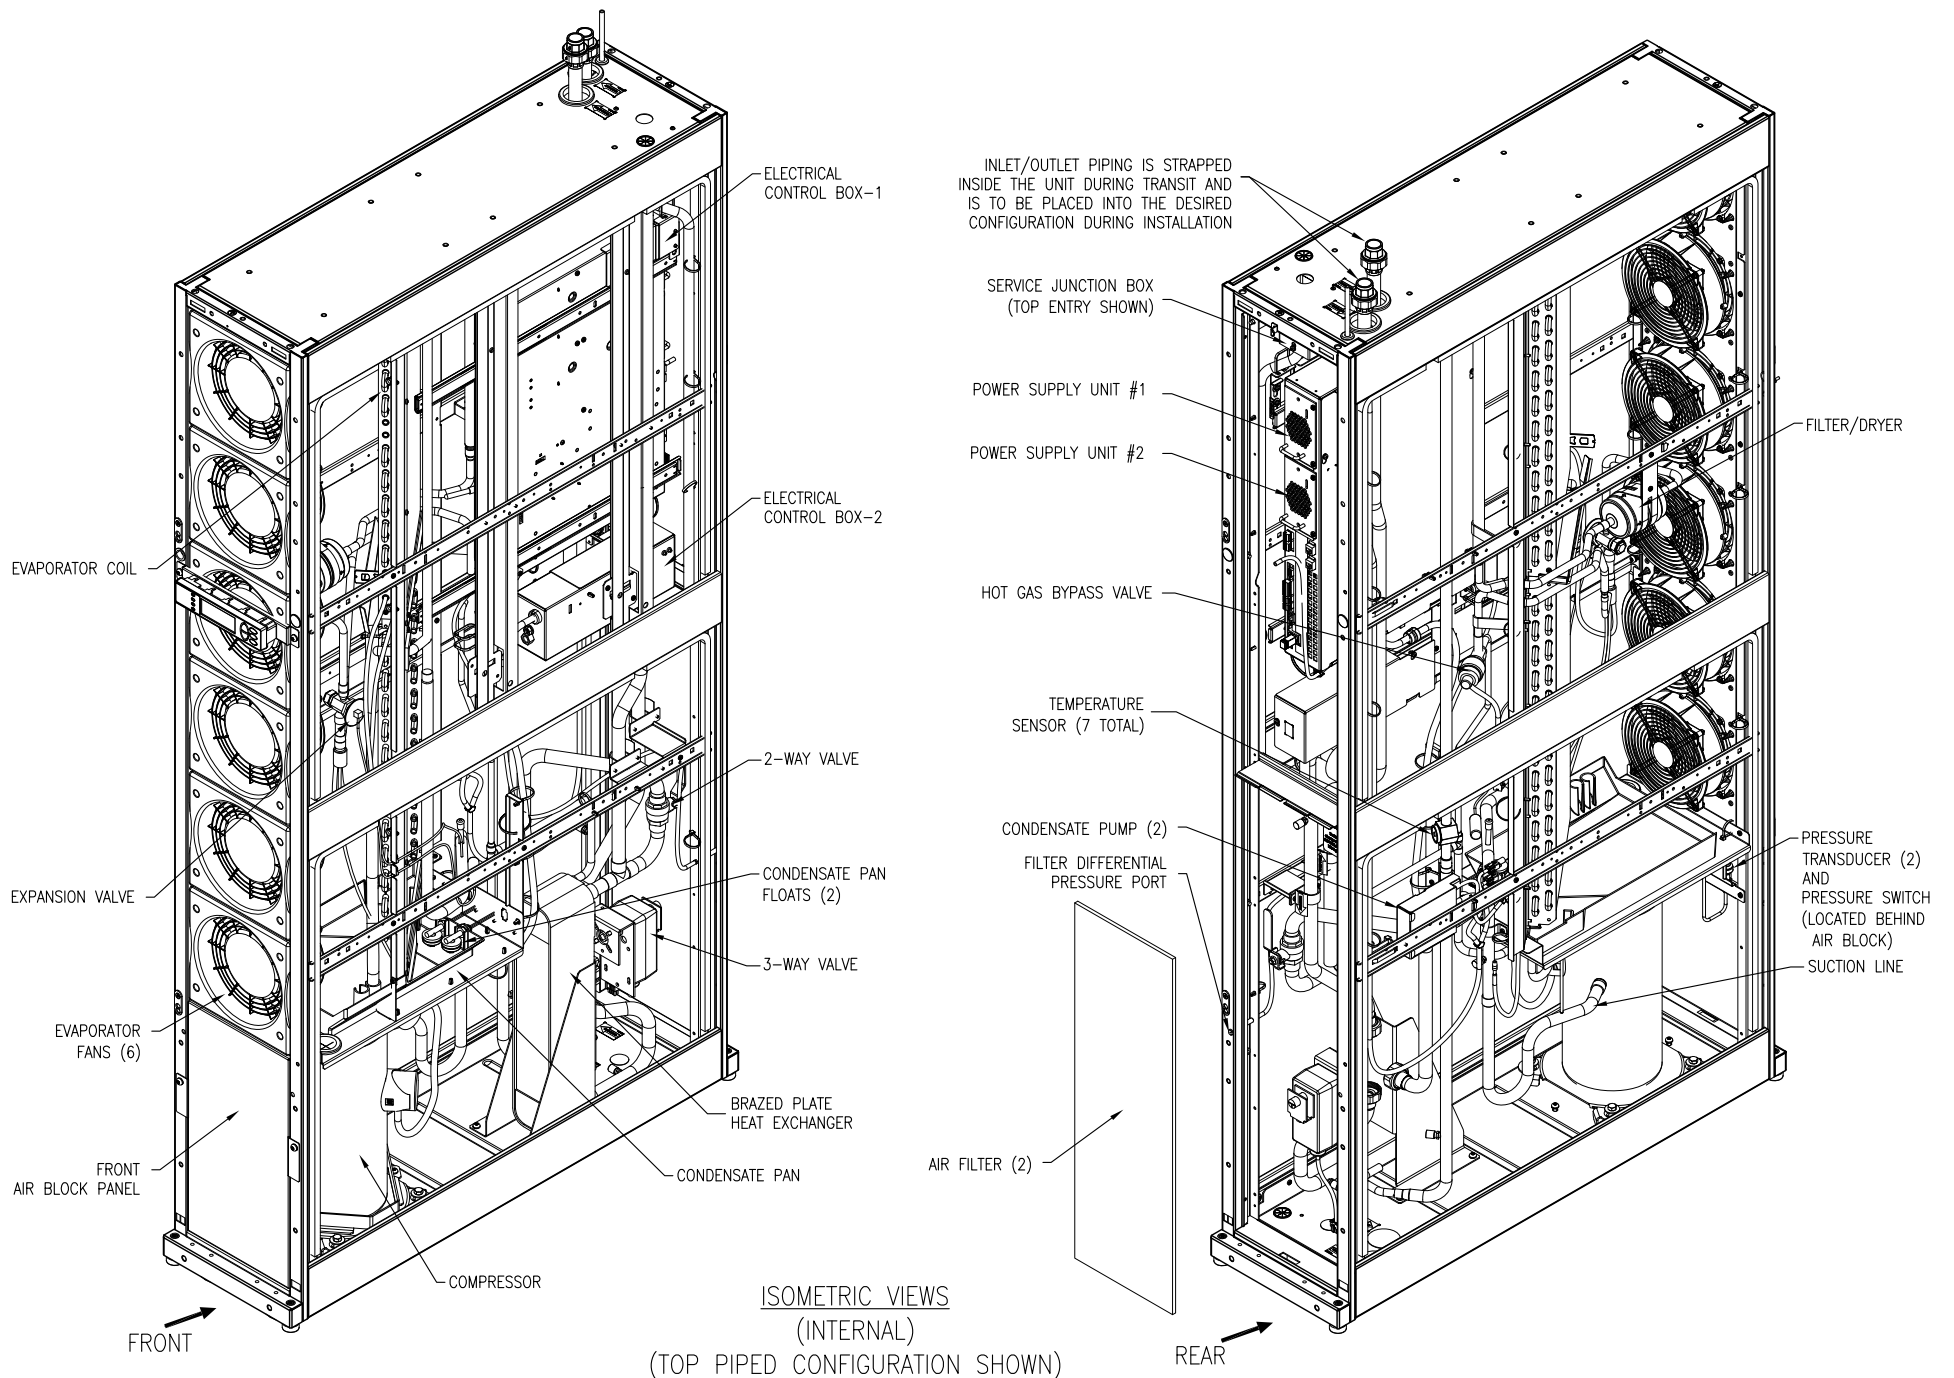 ELECTRICAL
CONTROL BOX-1
ELECTRICAL
CONTROL BOX-2
EVAPORATOR COIL
2-WAY VALVE
CONDENSATE PAN
FLOATS (2)
EXPANSION VALVE
3-WAY VALVE
EVAPORATOR
FANS (6)
BRAZED PLATE
HEAT EXCHANGER
FRONT
AIR BLOCK PANEL
CONDENSATE PAN
COMPRESSOR
FRONT
INLET/OUTLET PIPING IS STRAPPED
INSIDE THE UNIT DURING TRANSIT AND
IS TO BE PLACED INTO THE DESIRED
CONFIGURATION DURING INSTALLATION
SERVICE JUNCTION BOX
(TOP ENTRY SHOWN)
POWER SUPPLY UNIT #1
FILTER/DRYER
POWER SUPPLY UNIT #2
HOT GAS BYPASS VALVE
TEMPERATURE
SENSOR (7 TOTAL)
CONDENSATE PUMP (2)
FILTER DIFFERENTIAL
PRESSURE PORT
PRESSURE
TRANSDUCER (2)
AND
PRESSURE SWITCH
(LOCATED BEHIND
AIR BLOCK)
SUCTION LINE
AIR FILTER (2)
REAR
ISOMETRIC VIEWS
(INTERNAL)
(TOP PIPED CONFIGURATION SHOWN)